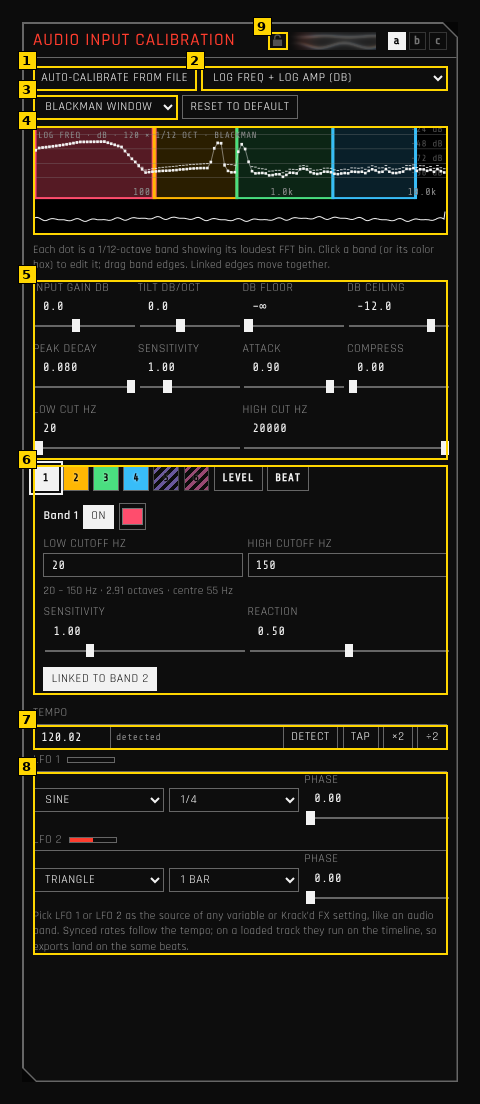 9
AUDIO INPUT CALIBRATION
a b c
1 2
AUTO-CALIBRATE FROM FILE LOG FREQ + LOG AMP (DB)
3
BLACKMAN WINDOW RESET TO DEFAULT
4
LOG FREQ · dB · 120 × 1/12 OCT · BLACKMAN
-48 dB
-72 dB
100 1.0k 10.0k
Each dot is a 1/12-octave band showing its loudest FFT bin. Click a band (or its color
box) to edit it; drag band edges. Linked edges move together.
5
INPUT GAIN DB TILT DB/OCT DB FLOOR DB CEILING
0.0 0.0 -∞ -12.0
PEAK DECAY SENSITIVITY ATTACK COMPRESS
0.080 1.00 0.90 0.00
LOW CUT HZ HIGH CUT HZ
20 20000
6
1 2 3 4 LEVEL BEAT
Band 1 ON
LOW CUTOFF HZ HIGH CUTOFF HZ
20 150
20 – 150 Hz · 2.91 octaves · centre 55 Hz
SENSITIVITY REACTION
1.00 0.50
LINKED TO BAND 2
7
TEMPO
120.02 detected DETECT TAP ×2 ÷2
8
LFO 1
PHASE
SINE 1/4 0.00
LFO 2
PHASE
TRIANGLE 1 BAR 0.00
Pick LFO 1 or LFO 2 as the source of any variable or Krack'd FX setting, like an audio
band. Synced rates follow the tempo; on a loaded track they run on the timeline, so
exports land on the same beats.